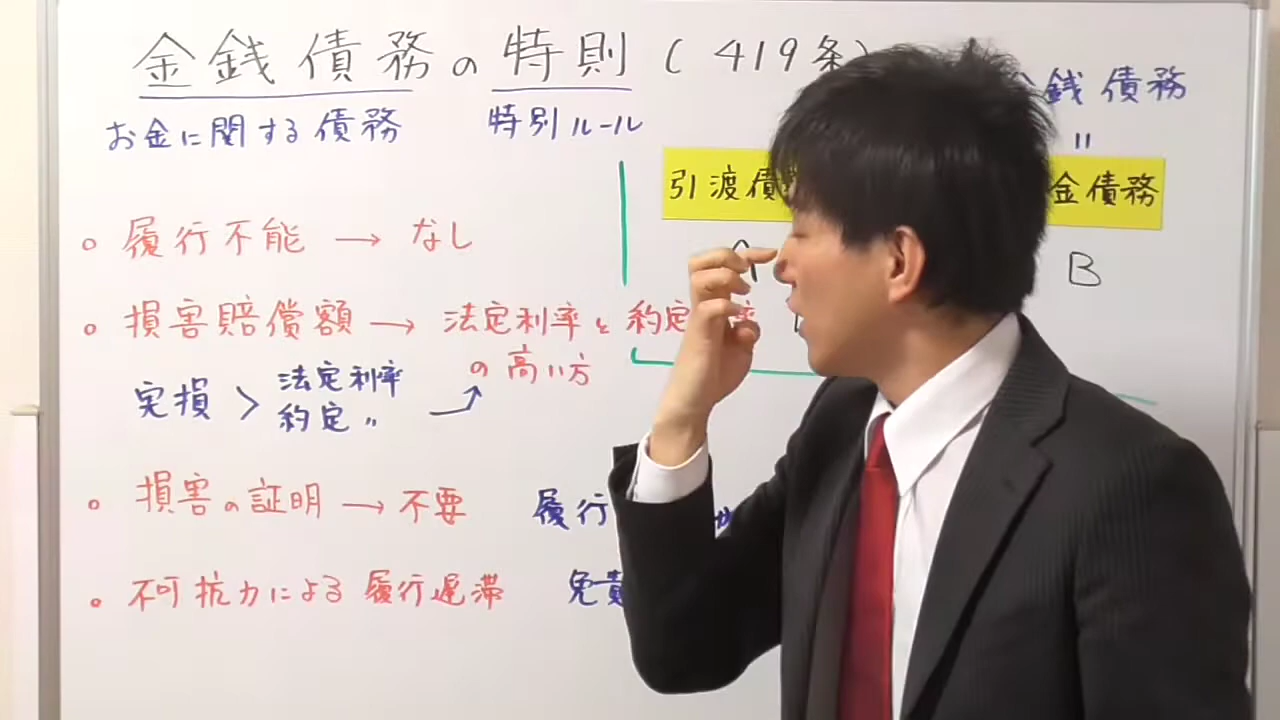 金銭債務の特則(419条)
お金に関する債務 特別ルール
銭債務
〃
引渡債
金債務
A
B
○ 履行不能 → なし
○ 損害賠償額 → 法定利率と約定 率
の高い方
実損 > 法定利率
約定 〃
○ 損害の証明 → 不要 履行
○ 不可抗力による履行遅滞 免責